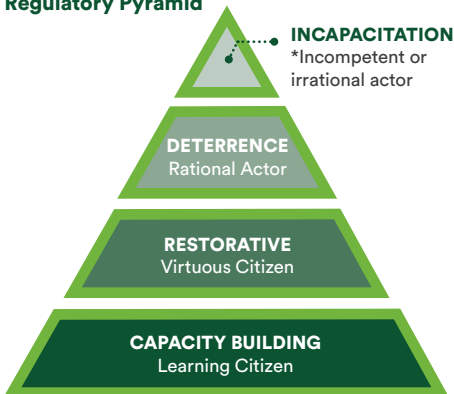 Regulatory Pyramid
INCAPACITATION
*Incompetent or
irrational actor
DETERRENCE
Rational Actor
RESTORATIVE
Virtuous Citizen
CAPACITY BUILDING
Learning Citizen